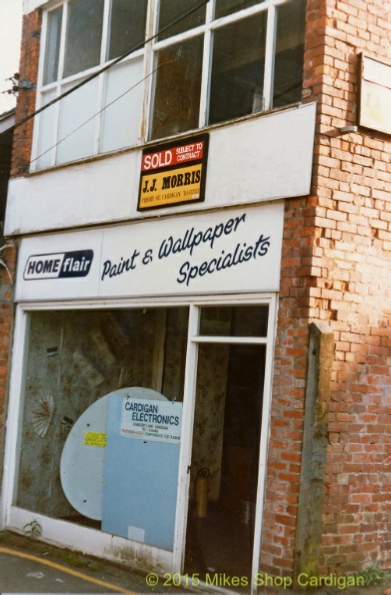 SOLD SUBJECT TO CONTRACT
J.J. MORRIS
HOME flair Paint & Wallpaper
Specialists
CARDIGAN
ELECTRONICS
© 2015 Mikes Shop Cardigan